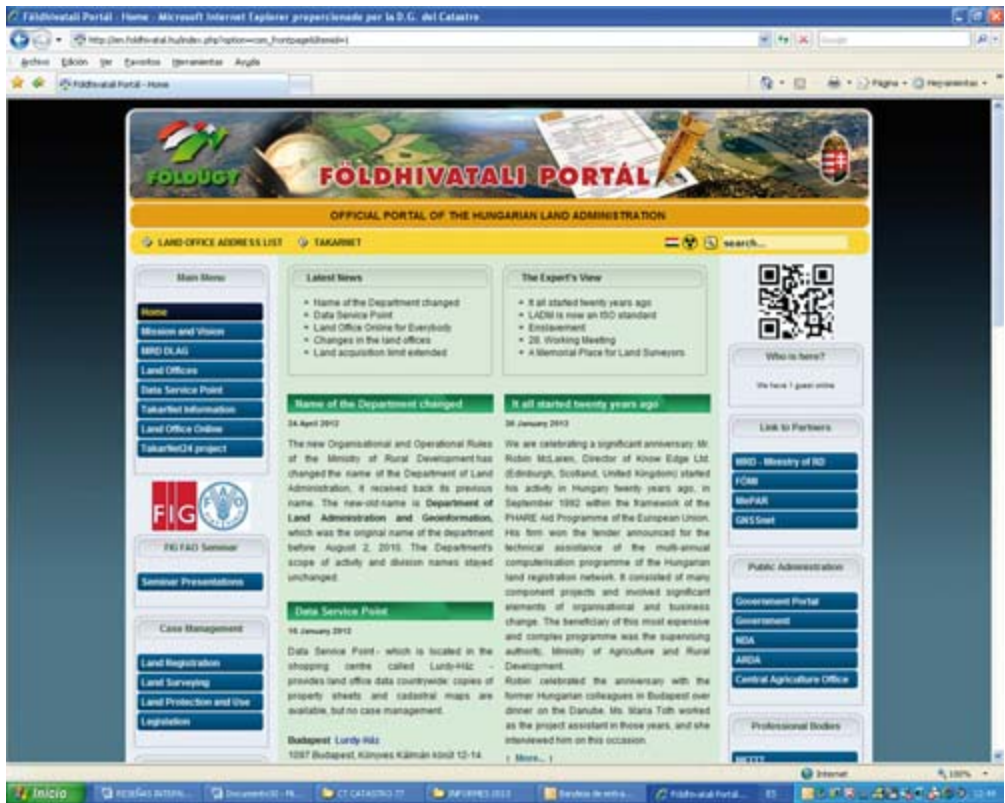 Földhivatali Portál - Home - Microsoft Internet Explorer proporcionado por la D.G. del Catastro
Archivo Edición Ver Favoritos Herramientas Ayuda
Földhivatali Portál - Home
Página
Herramientas
FÖLDÜGY
FÖLDHIVATALI PORTÁL
OFFICIAL PORTAL OF THE HUNGARIAN LAND ADMINISTRATION
LAND OFFICE ADDRESS LIST
TAKARNET
search...
Main Menu
Home
Mission and Vision
MRD DLAG
Land Offices
Data Service Point
TakarNet Information
Land Office Online
TakarNet24 project
FIG
FAO
FIG FAO Seminar
Seminar Presentations
Case Management
Land Registration
Land Surveying
Land Protection and Use
Legislation
Latest News
Name of the Department changed
Data Service Point
Land Office Online for Everybody
Changes in the land offices
Land acquisition limit extended
Name of the Department changed
24 April 2012
The new Organisational and Operational Rules
of the Ministry of Rural Development has
changed the name of the Department of Land
Administration, it received back its previous
name. The new-old name is Department of
Land Administration and Geoinformation,
which was the original name of the department
before August 2, 2010. The Department's
scope of activity and division names stayed
unchanged.
Data Service Point
16 January 2012
Data Service Point - which is located in the
shopping centre called Lurdy-Ház -
provides land office data countrywide: copies of
property sheets and cadastral maps are
available, but no case management.
Budapest Lurdy-Ház
1097 Budapest, Könyves Kálmán körút 12-14.
The Expert's View
It all started twenty years ago
LADM is now an ISO standard
Enslavement
28. Working Meeting
A Memorial Place for Land Surveyors
It all started twenty years ago
January 2013
We are celebrating a significant anniversary. Mr.
Robin McLaren, Director of Know Edge Ltd.
(Edinburgh, Scotland, United Kingdom) started
his activity in Hungary twenty years ago, in
September 1992 within the framework of the
PHARE Aid Programme of the European Union.
His firm won the tender announced for the
technical assistance of the multi-annual
computerisation programme of the Hungarian
land registration network. It consisted of many
component projects and involved significant
elements of organisational and business
change. The beneficiary of this most expensive
and complex programme was the supervising
authority, Ministry of Agriculture and Rural
Development.
Robin celebrated the anniversary with the
former Hungarian colleagues in Budapest over
dinner on the Danube. Ms. Maria Toth worked
as the project assistant in those years, and she
interviewed him on this occasion.
More...
Who is here?
We have 1 guest online
Link to Partners
MRD - Ministry of RD
FÖMI
MePAR
GNSSnet
Public Administration
Government Portal
Government
NDA
ARDA
Central Agriculture Office
Professional Bodies
Internet
100%
Inicio
CT CATASTRO 77
INFORMES 2013
Földhivatali Portál...
ES